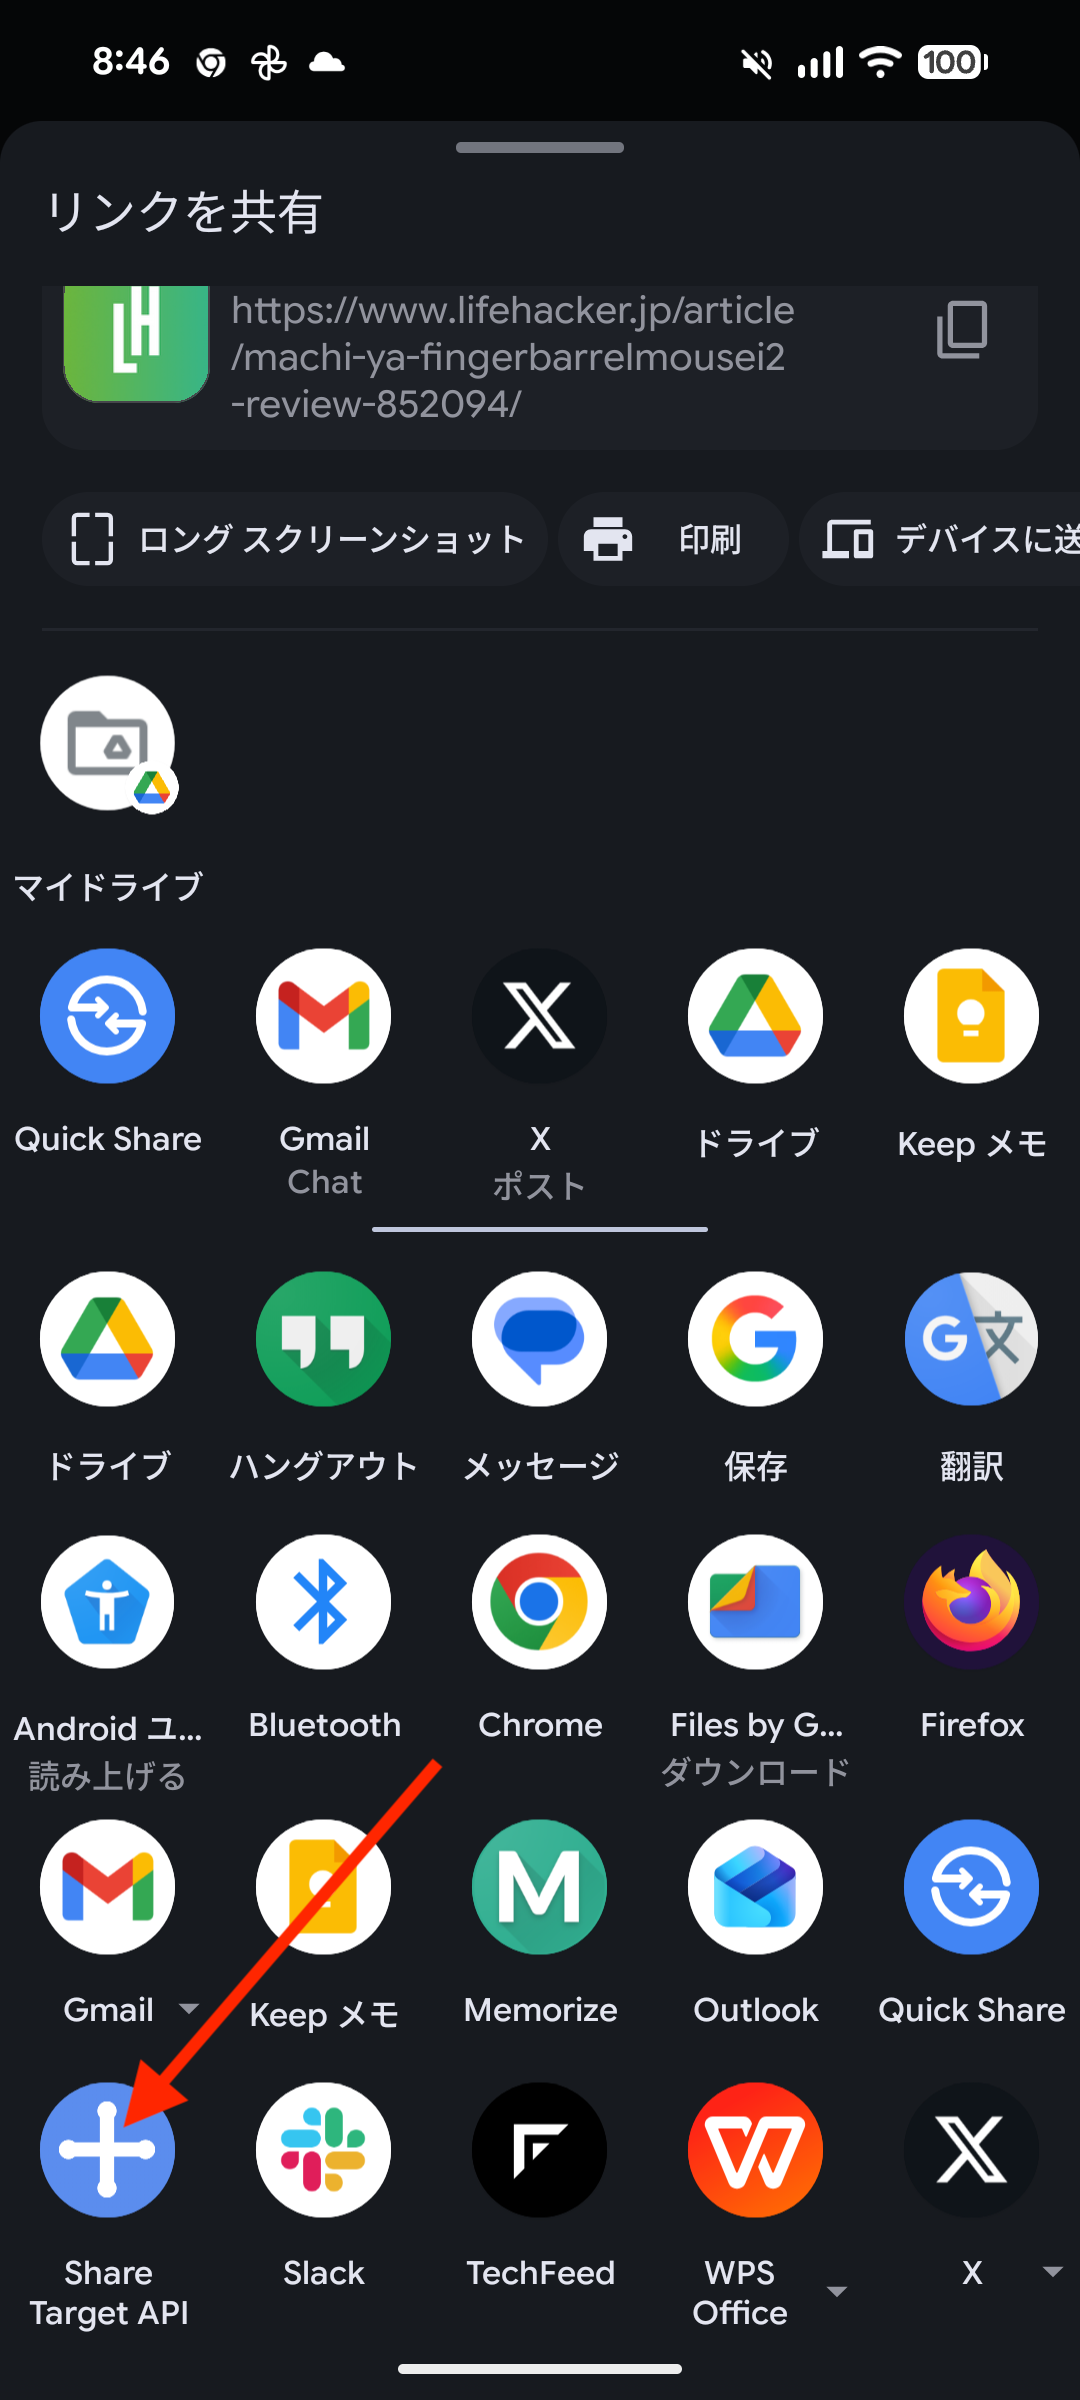 8:46
100
リンクを共有
https://www.lifehacker.jp/article
/machi-ya-fingerbarrelmousei2
-review-852094/
ロング スクリーンショット
印刷
デバイスに送
マイドライブ
Quick Share
Gmail
Chat
X
ポスト
ドライブ
Keep メモ
ドライブ
ハングアウト
メッセージ
保存
翻訳
Android ユ...
読み上げる
Bluetooth
Chrome
Files by G...
ダウンロード
Firefox
Gmail
Keep メモ
Memorize
Outlook
Quick Share
Share
Target API
Slack
TechFeed
WPS
Office
X